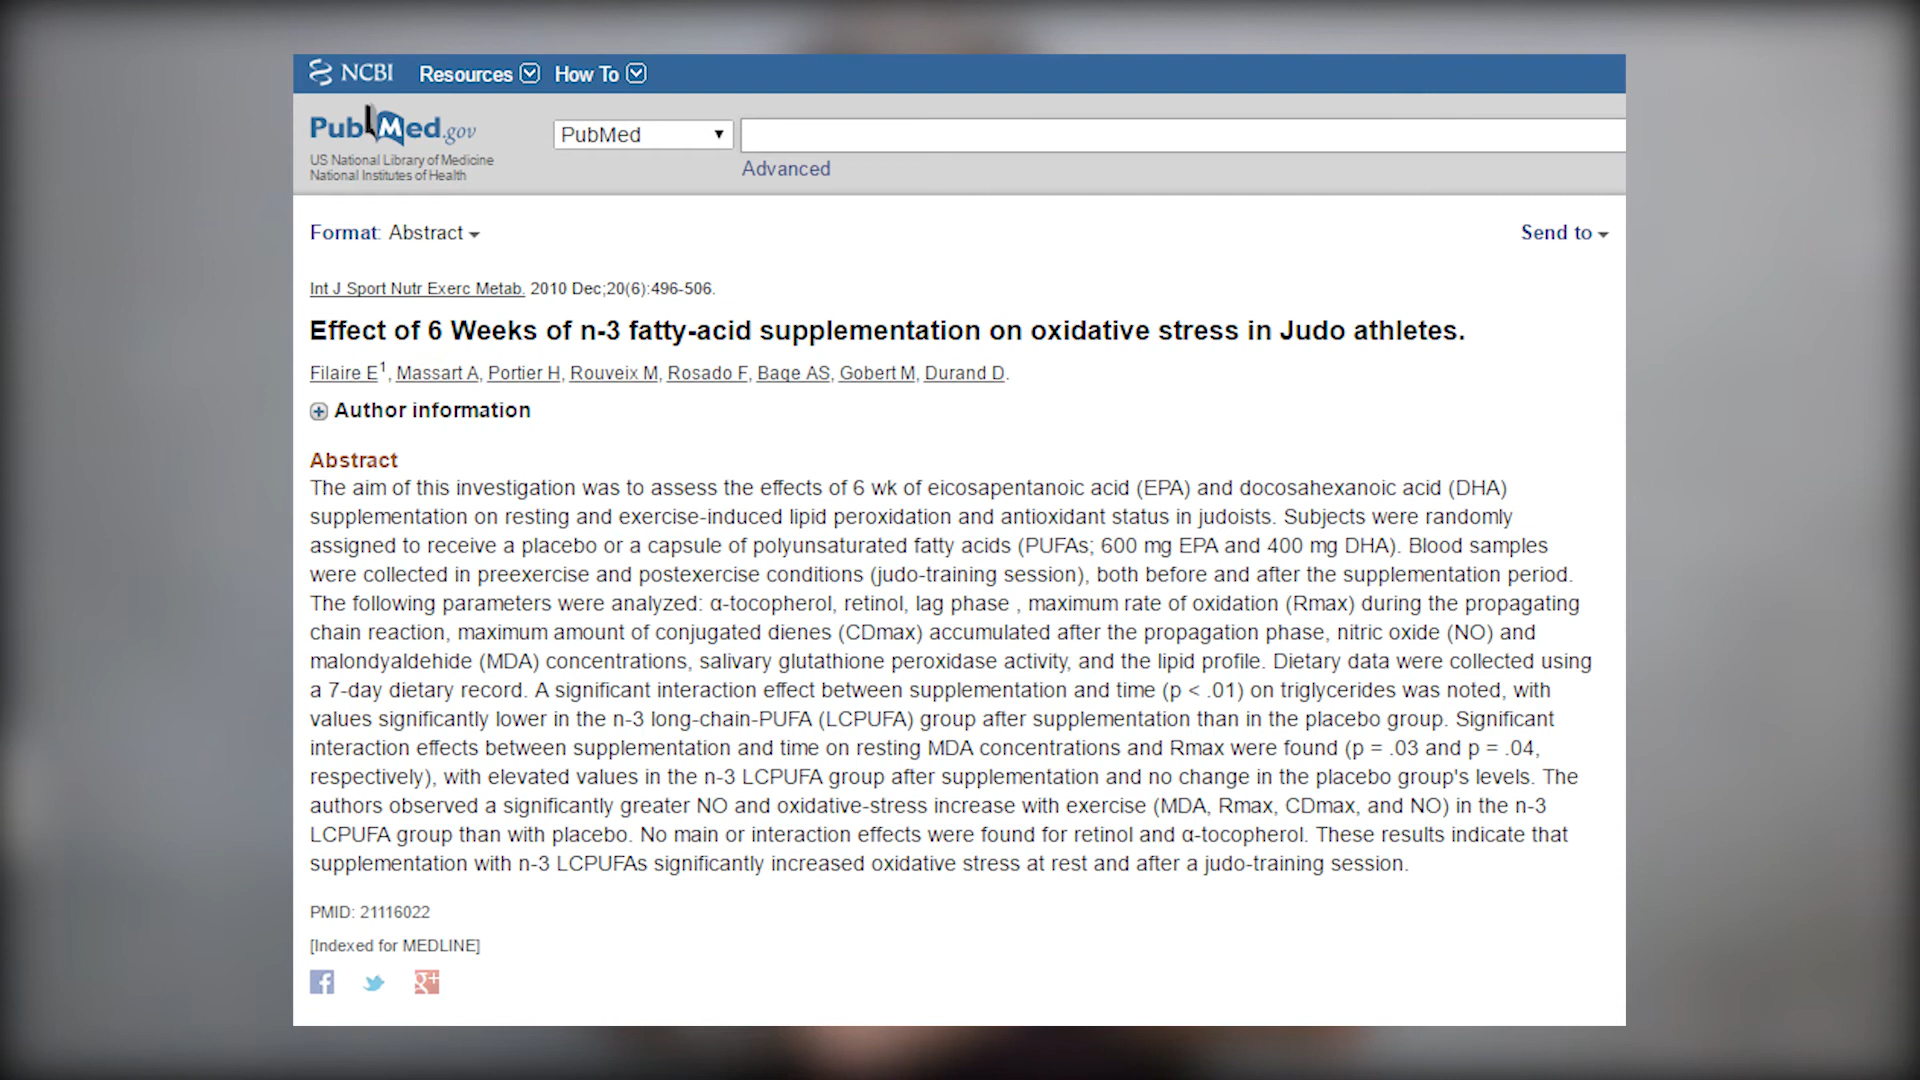 NCBI Resources How To
PubMed.gov
US National Library of Medicine
National Institutes of Health
PubMed
Advanced
Format: Abstract
Send to
Int J Sport Nutr Exerc Metab. 2010 Dec;20(6):496-506.
Effect of 6 Weeks of n-3 fatty-acid supplementation on oxidative stress in Judo athletes.
Filaire E1, Massart A, Portier H, Rouveix M, Rosado F, Bage AS, Gobert M, Durand D.
Author information
Abstract
The aim of this investigation was to assess the effects of 6 wk of eicosapentanoic acid (EPA) and docosahexanoic acid (DHA)
supplementation on resting and exercise-induced lipid peroxidation and antioxidant status in judoists. Subjects were randomly
assigned to receive a placebo or a capsule of polyunsaturated fatty acids (PUFAs; 600 mg EPA and 400 mg DHA). Blood samples
were collected in preexercise and postexercise conditions (judo-training session), both before and after the supplementation period.
The following parameters were analyzed: α-tocopherol, retinol, lag phase , maximum rate of oxidation (Rmax) during the propagating
chain reaction, maximum amount of conjugated dienes (CDmax) accumulated after the propagation phase, nitric oxide (NO) and
malondyaldehide (MDA) concentrations, salivary glutathione peroxidase activity, and the lipid profile. Dietary data were collected using
a 7-day dietary record. A significant interaction effect between supplementation and time (p < .01) on triglycerides was noted, with
values significantly lower in the n-3 long-chain-PUFA (LCPUFA) group after supplementation than in the placebo group. Significant
interaction effects between supplementation and time on resting MDA concentrations and Rmax were found (p = .03 and p = .04,
respectively), with elevated values in the n-3 LCPUFA group after supplementation and no change in the placebo group's levels. The
authors observed a significantly greater NO and oxidative-stress increase with exercise (MDA, Rmax, CDmax, and NO) in the n-3
LCPUFA group than with placebo. No main or interaction effects were found for retinol and α-tocopherol. These results indicate that
supplementation with n-3 LCPUFAs significantly increased oxidative stress at rest and after a judo-training session.
PMID: 21116022
[Indexed for MEDLINE]